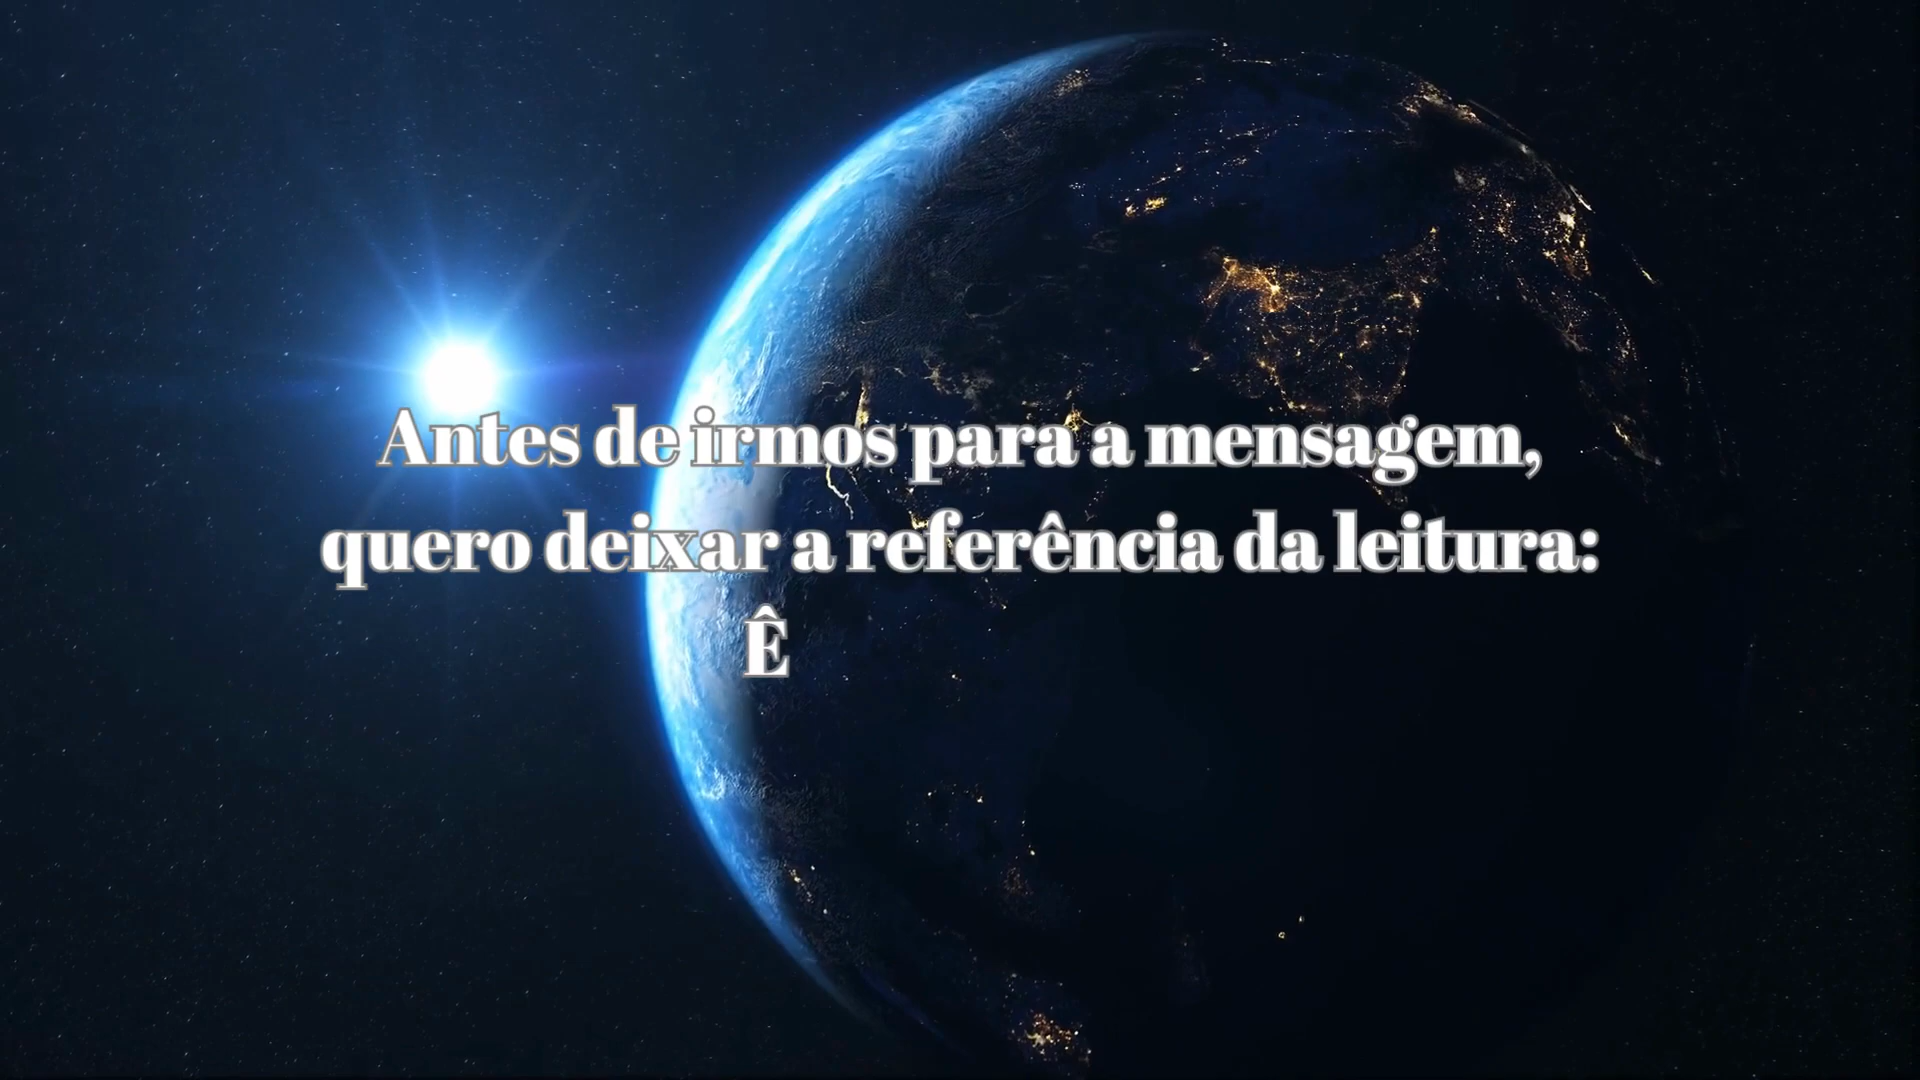 Antes de irmos para a mensagem,
quero deixar a referência da leitura:
Ê